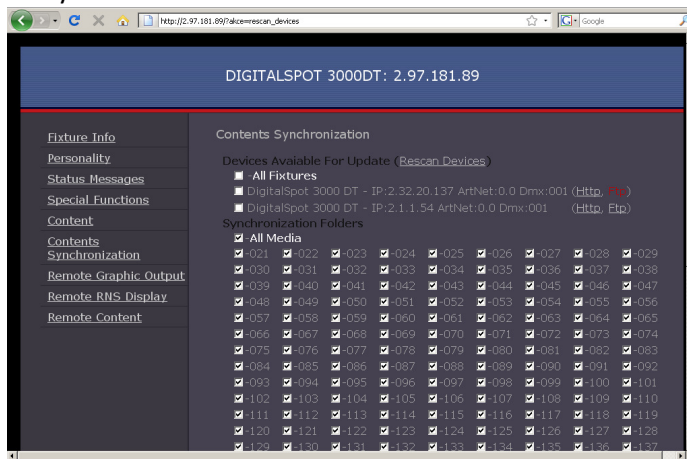 http://2.97.181.89/?akce=rescan_devices
Google
DIGITALSPOT 3000DT: 2.97.181.89
Fixture Info
Personality
Status Messages
Special Functions
Content
Contents
Synchronization
Remote Graphic Output
Remote RNS Display
Remote Content
Contents Synchronization
Devices Avaiable For Update (Rescan Devices)
-All Fixtures
DigitalSpot 3000 DT - IP:2.32.20.137 ArtNet:0.0 Dmx:001 (Http, Ftp)
DigitalSpot 3000 DT - IP:2.1.1.54 ArtNet:0.0 Dmx:001 (Http, Ftp)
Synchronization Folders
-All Media
-021 -022 -023 -024 -025 -026 -027 -028 -029
-030 -031 -032 -033 -034 -035 -036 -037 -038
-039 -040 -041 -042 -043 -044 -045 -046 -047
-048 -049 -050 -051 -052 -053 -054 -055 -056
-057 -058 -059 -060 -061 -062 -063 -064 -065
-066 -067 -068 -069 -070 -071 -072 -073 -074
-075 -076 -077 -078 -079 -080 -081 -082 -083
-084 -085 -086 -087 -088 -089 -090 -091 -092
-093 -094 -095 -096 -097 -098 -099 -100 -101
-102 -103 -104 -105 -106 -107 -108 -109 -110
-111 -112 -113 -114 -115 -116 -117 -118 -119
-120 -121 -122 -123 -124 -125 -126 -127 -128
-129 -130 -131 -132 -133 -134 -135 -136 -137